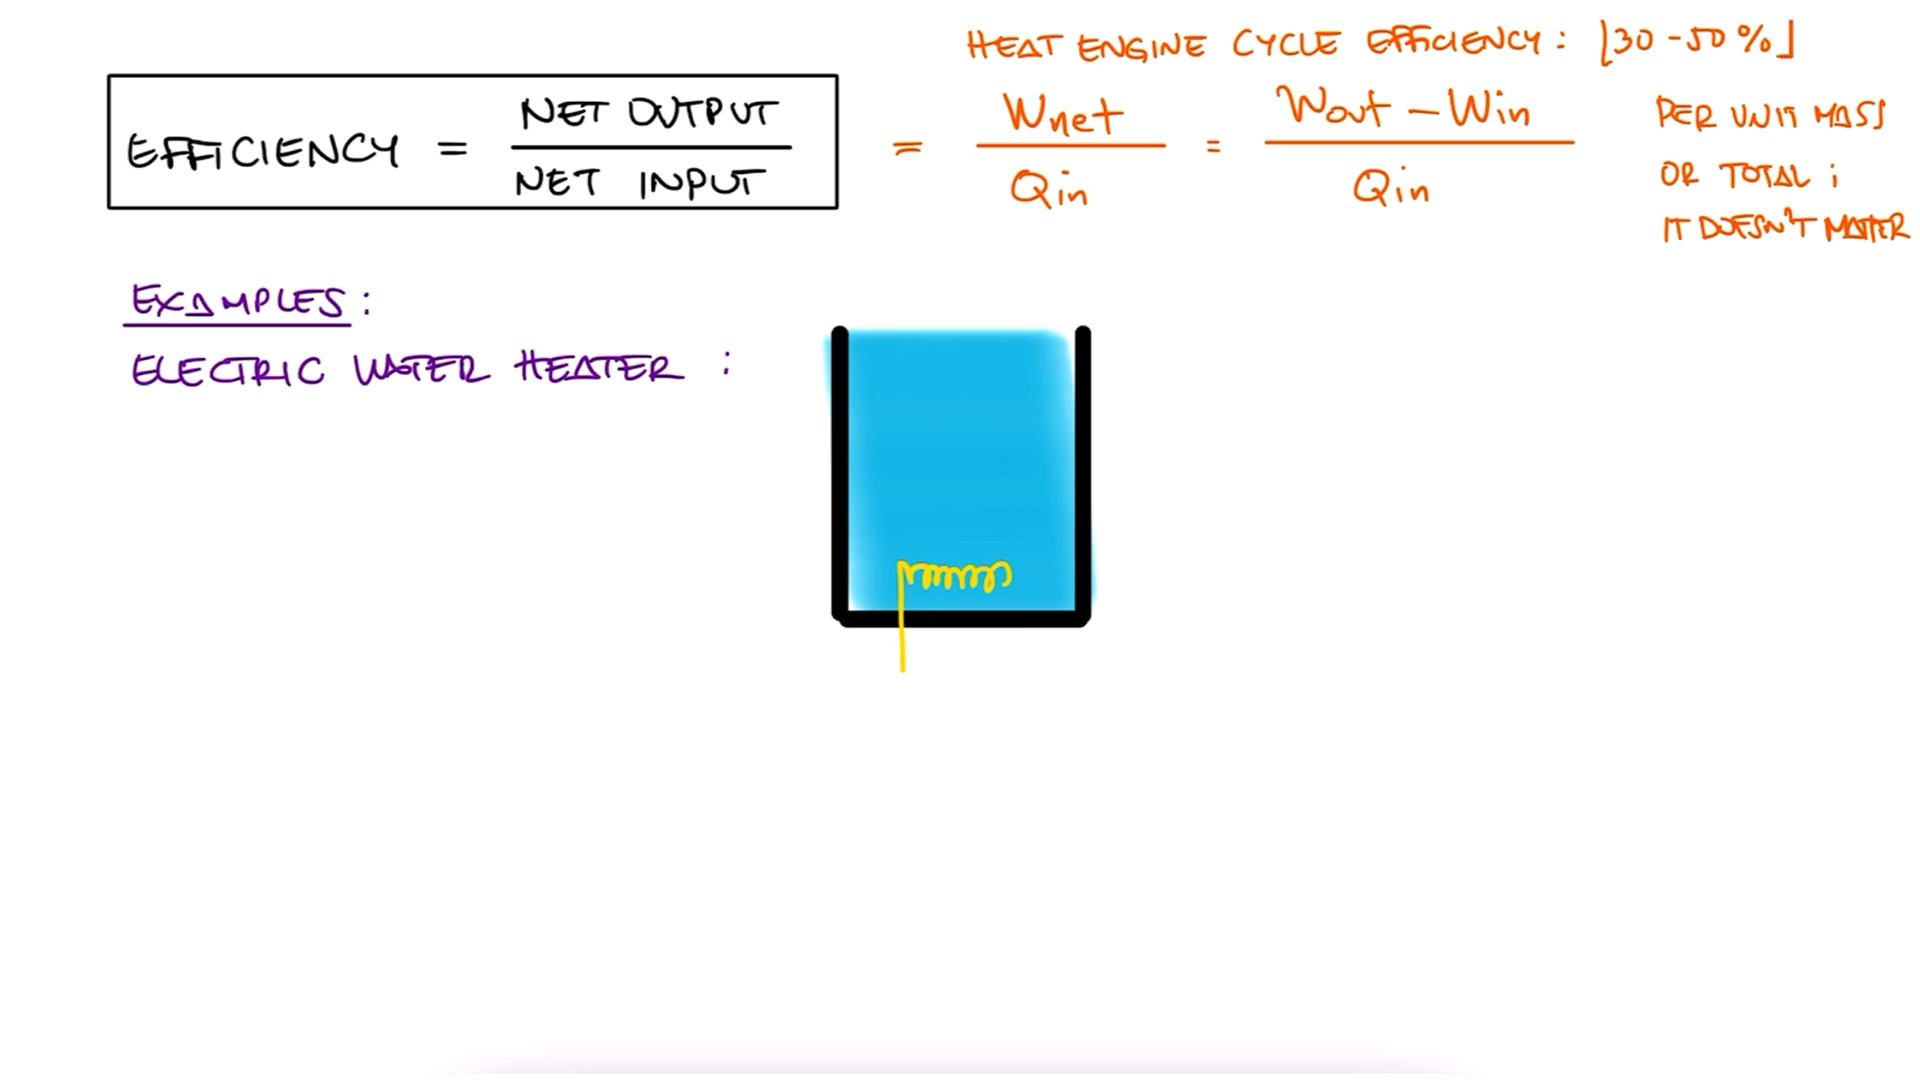 HEAT ENGINE CYCLE EFFICIENCY: [30-50%]
EFFICIENCY = NET OUTPUT / NET INPUT = Wnet / Qin = Wout - Win / Qin
PER UNIT MASS
OR TOTAL ;
IT DOESN'T MATTER
EXAMPLES:
ELECTRIC WATER HEATER :